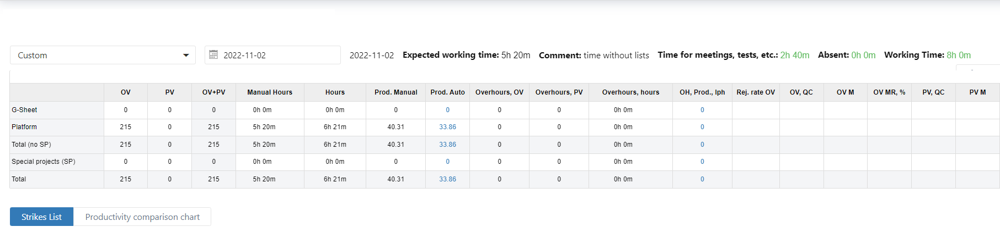 Custom 2022-11-02 2022-11-02 Expected working time: 5h 20m Comment: time without lists Time for meetings, tests, etc.: 2h 40m Absent: 0h 0m Working Time: 8h 0m
OV PV OV+PV Manual Hours Hours Prod. Manual Prod. Auto Overhours, OV Overhours, PV Overhours, hours OH, Prod., lph Rej. rate OV OV, QC OV M OV MR, % PV, QC PV M
G-Sheet 0 0 0 0h 0m 0h 0m 0 0 0 0 0h 0m 0
Platform 215 0 215 5h 20m 6h 21m 40.31 33.86 0 0 0h 0m 0
Total (no SP) 215 0 215 5h 20m 6h 21m 40.31 33.86 0 0 0h 0m 0
Special projects (SP) 0 0 0 0h 0m 0h 0m 0 0 0 0 0h 0m 0
Total 215 0 215 5h 20m 6h 21m 40.31 33.86 0 0 0h 0m 0
Strikes List Productivity comparison chart